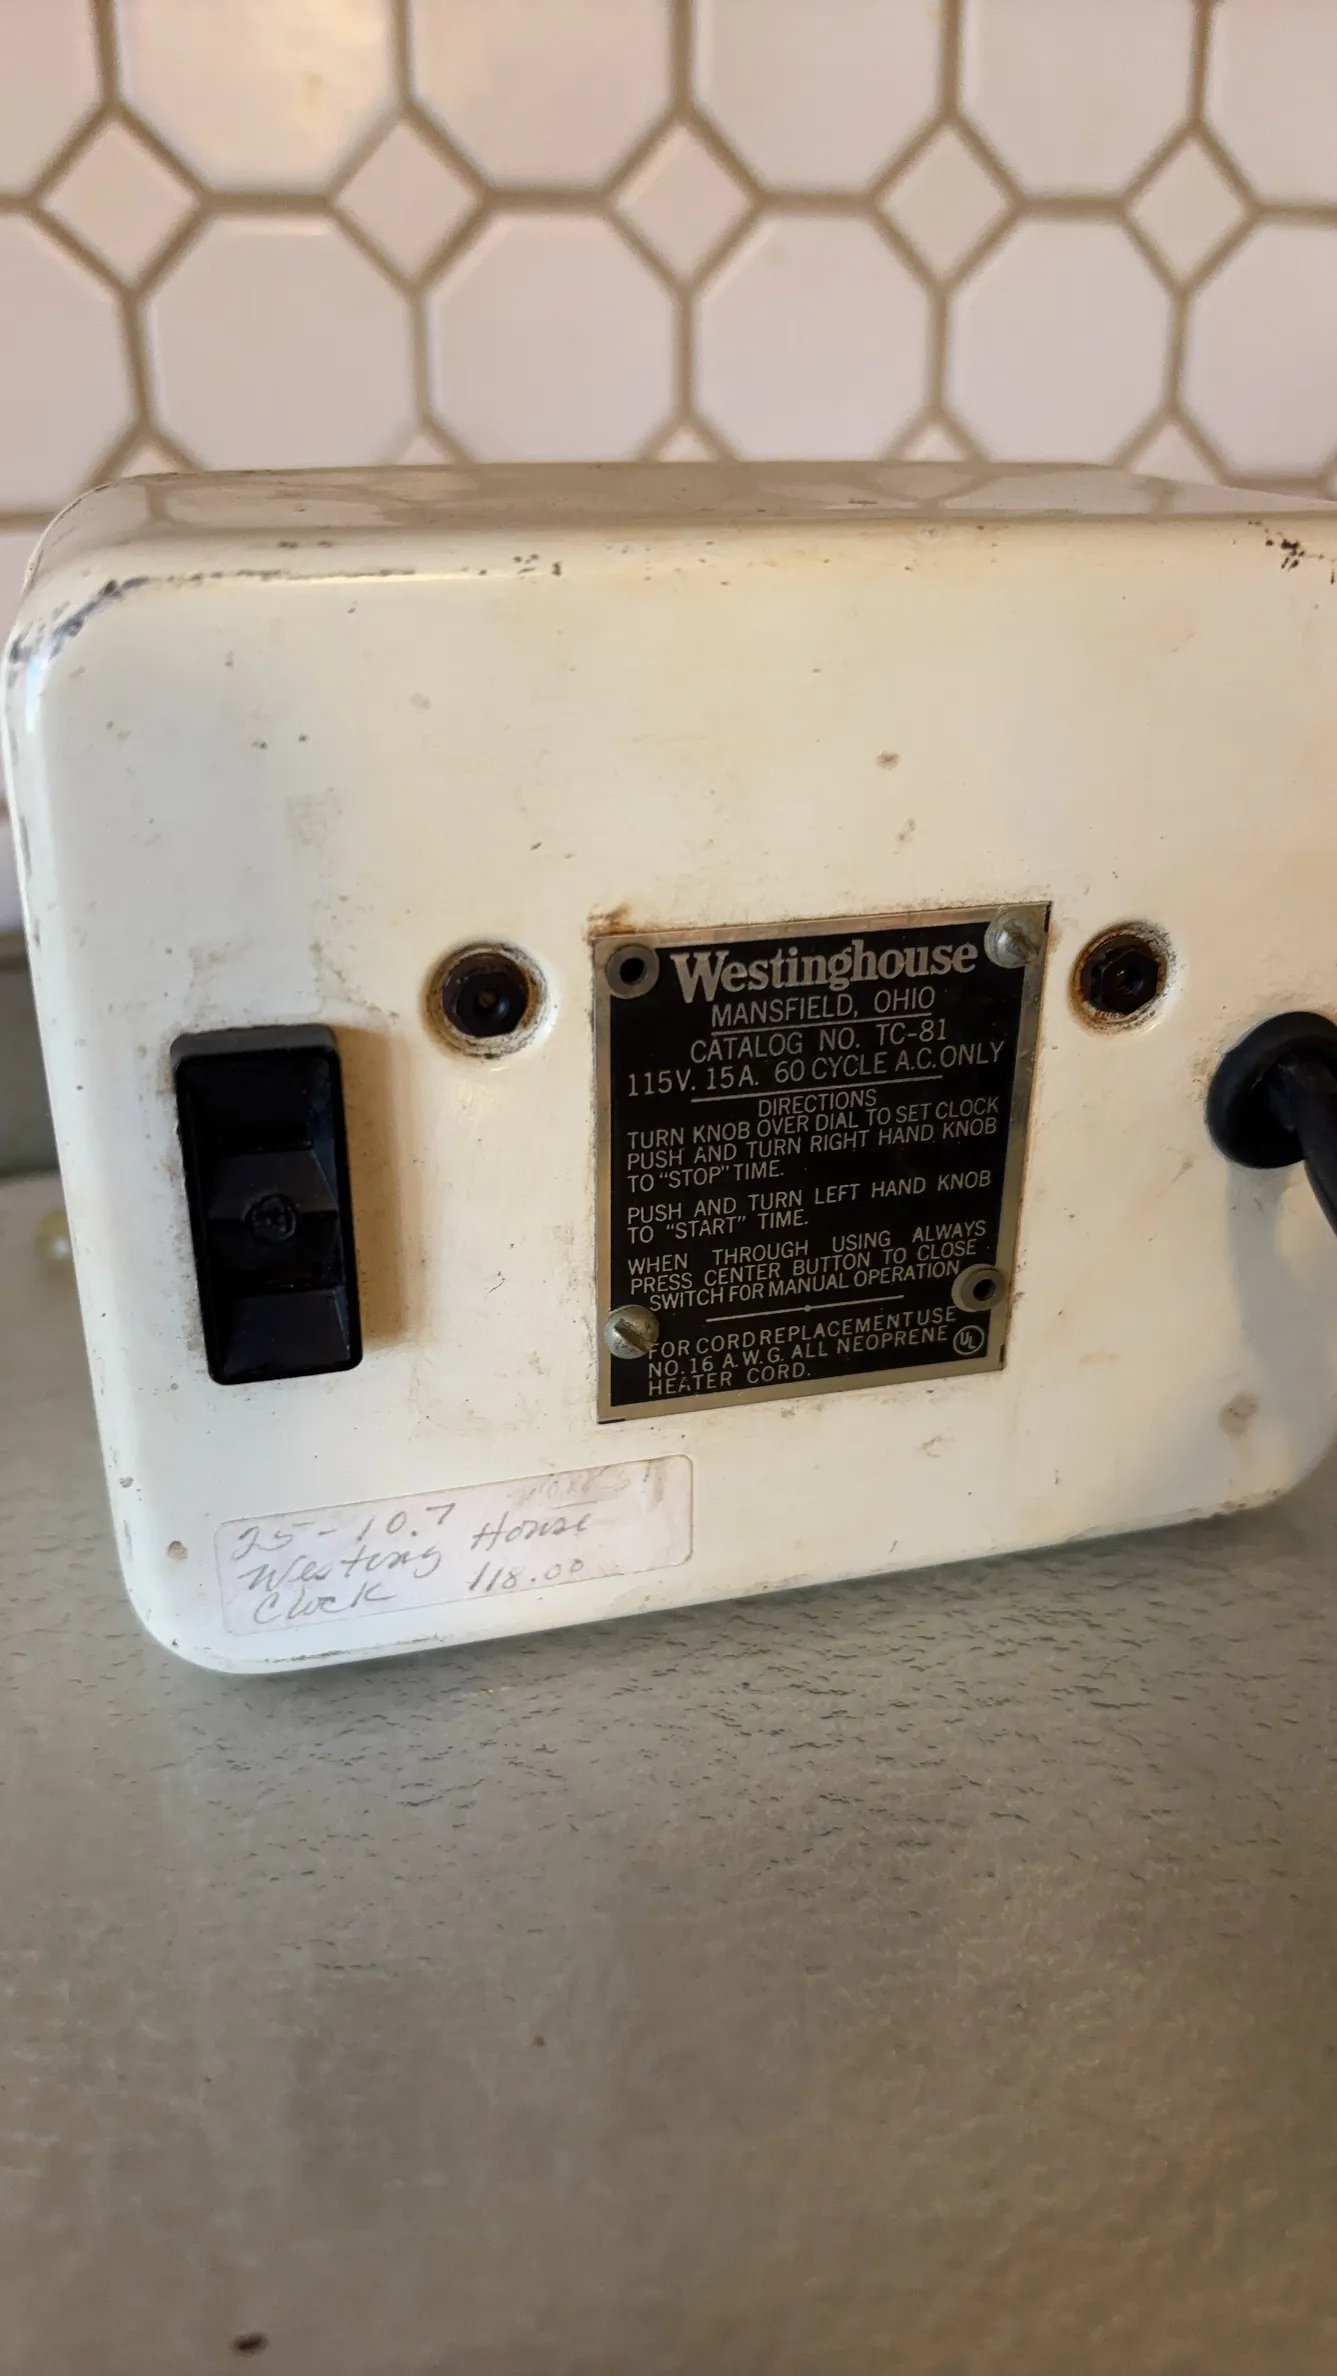 Westinghouse
MANSFIELD, OHIO
CATALOG NO. TC-81
115V. 15A. 60 CYCLE A.C. ONLY
DIRECTIONS
TURN KNOB OVER DIAL TO SET CLOCK
PUSH AND TURN RIGHT HAND KNOB
TO "STOP" TIME.
PUSH AND TURN LEFT HAND KNOB
TO "START" TIME.
WHEN THROUGH USING ALWAYS
PRESS CENTER BUTTON TO CLOSE
SWITCH FOR MANUAL OPERATION
FOR CORD REPLACEMENT USE
NO. 16 A.W.G. ALL NEOPRENE
HEATER CORD.
UL
25-10.7
Westing House
Clock 118.00